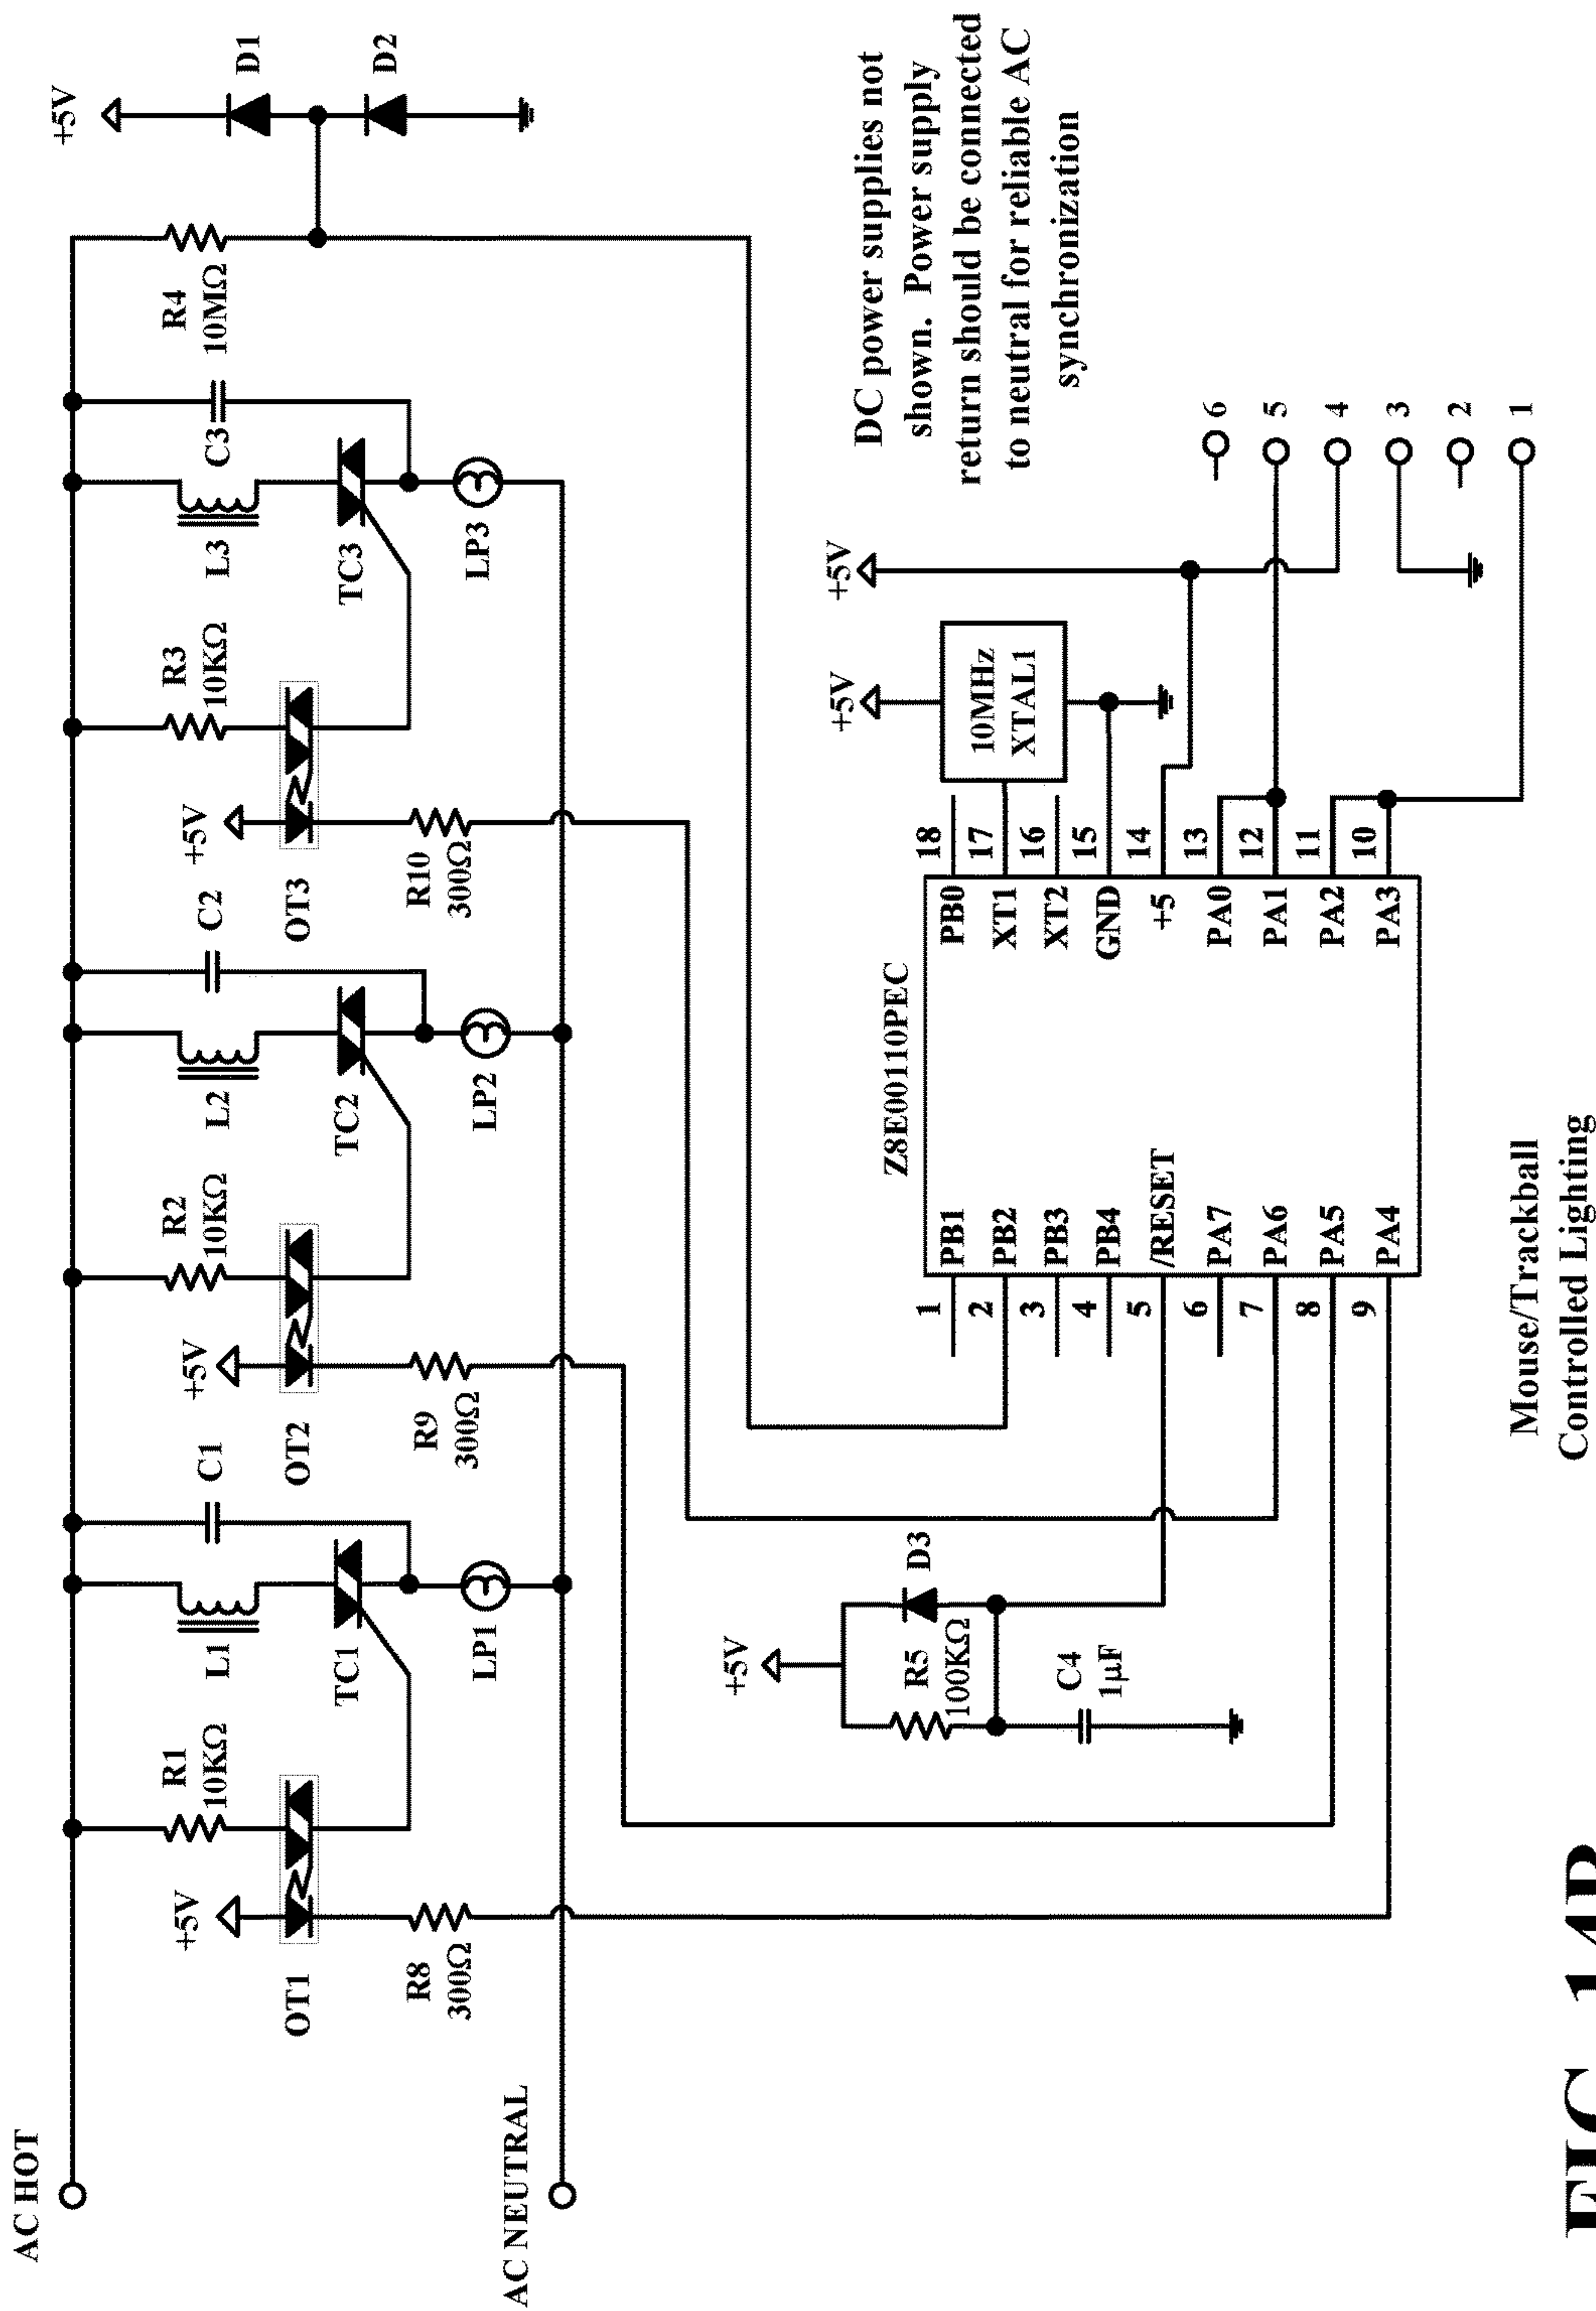 AC HOT
AC NEUTRAL
+5V
OT1
R1
10KΩ
R8
300Ω
L1
TC1
LP1
C1
+5V
OT2
R2
10KΩ
R9
300Ω
L2
TC2
LP2
C2
+5V
OT3
R3
10KΩ
R10
300Ω
L3
TC3
LP3
C3
R4
10MΩ
+5V
D1
D2
+5V
R5
100KΩ
D3
C4
1µF
Z8E00110PEC
1 PB1
2 PB2
3 PB3
4 PB4
5 /RESET
6 PA7
7 PA6
8 PA5
9 PA4
PB0 18
XT1 17
XT2 16
GND 15
+5 14
PA0 13
PA1 12
PA2 11
PA3 10
10MHz
XTAL1
+5V
+5V
6
5
4
3
2
1
DC power supplies not
shown. Power supply
return should be connected
to neutral for reliable AC
synchronization
Mouse/Trackball
Controlled Lighting